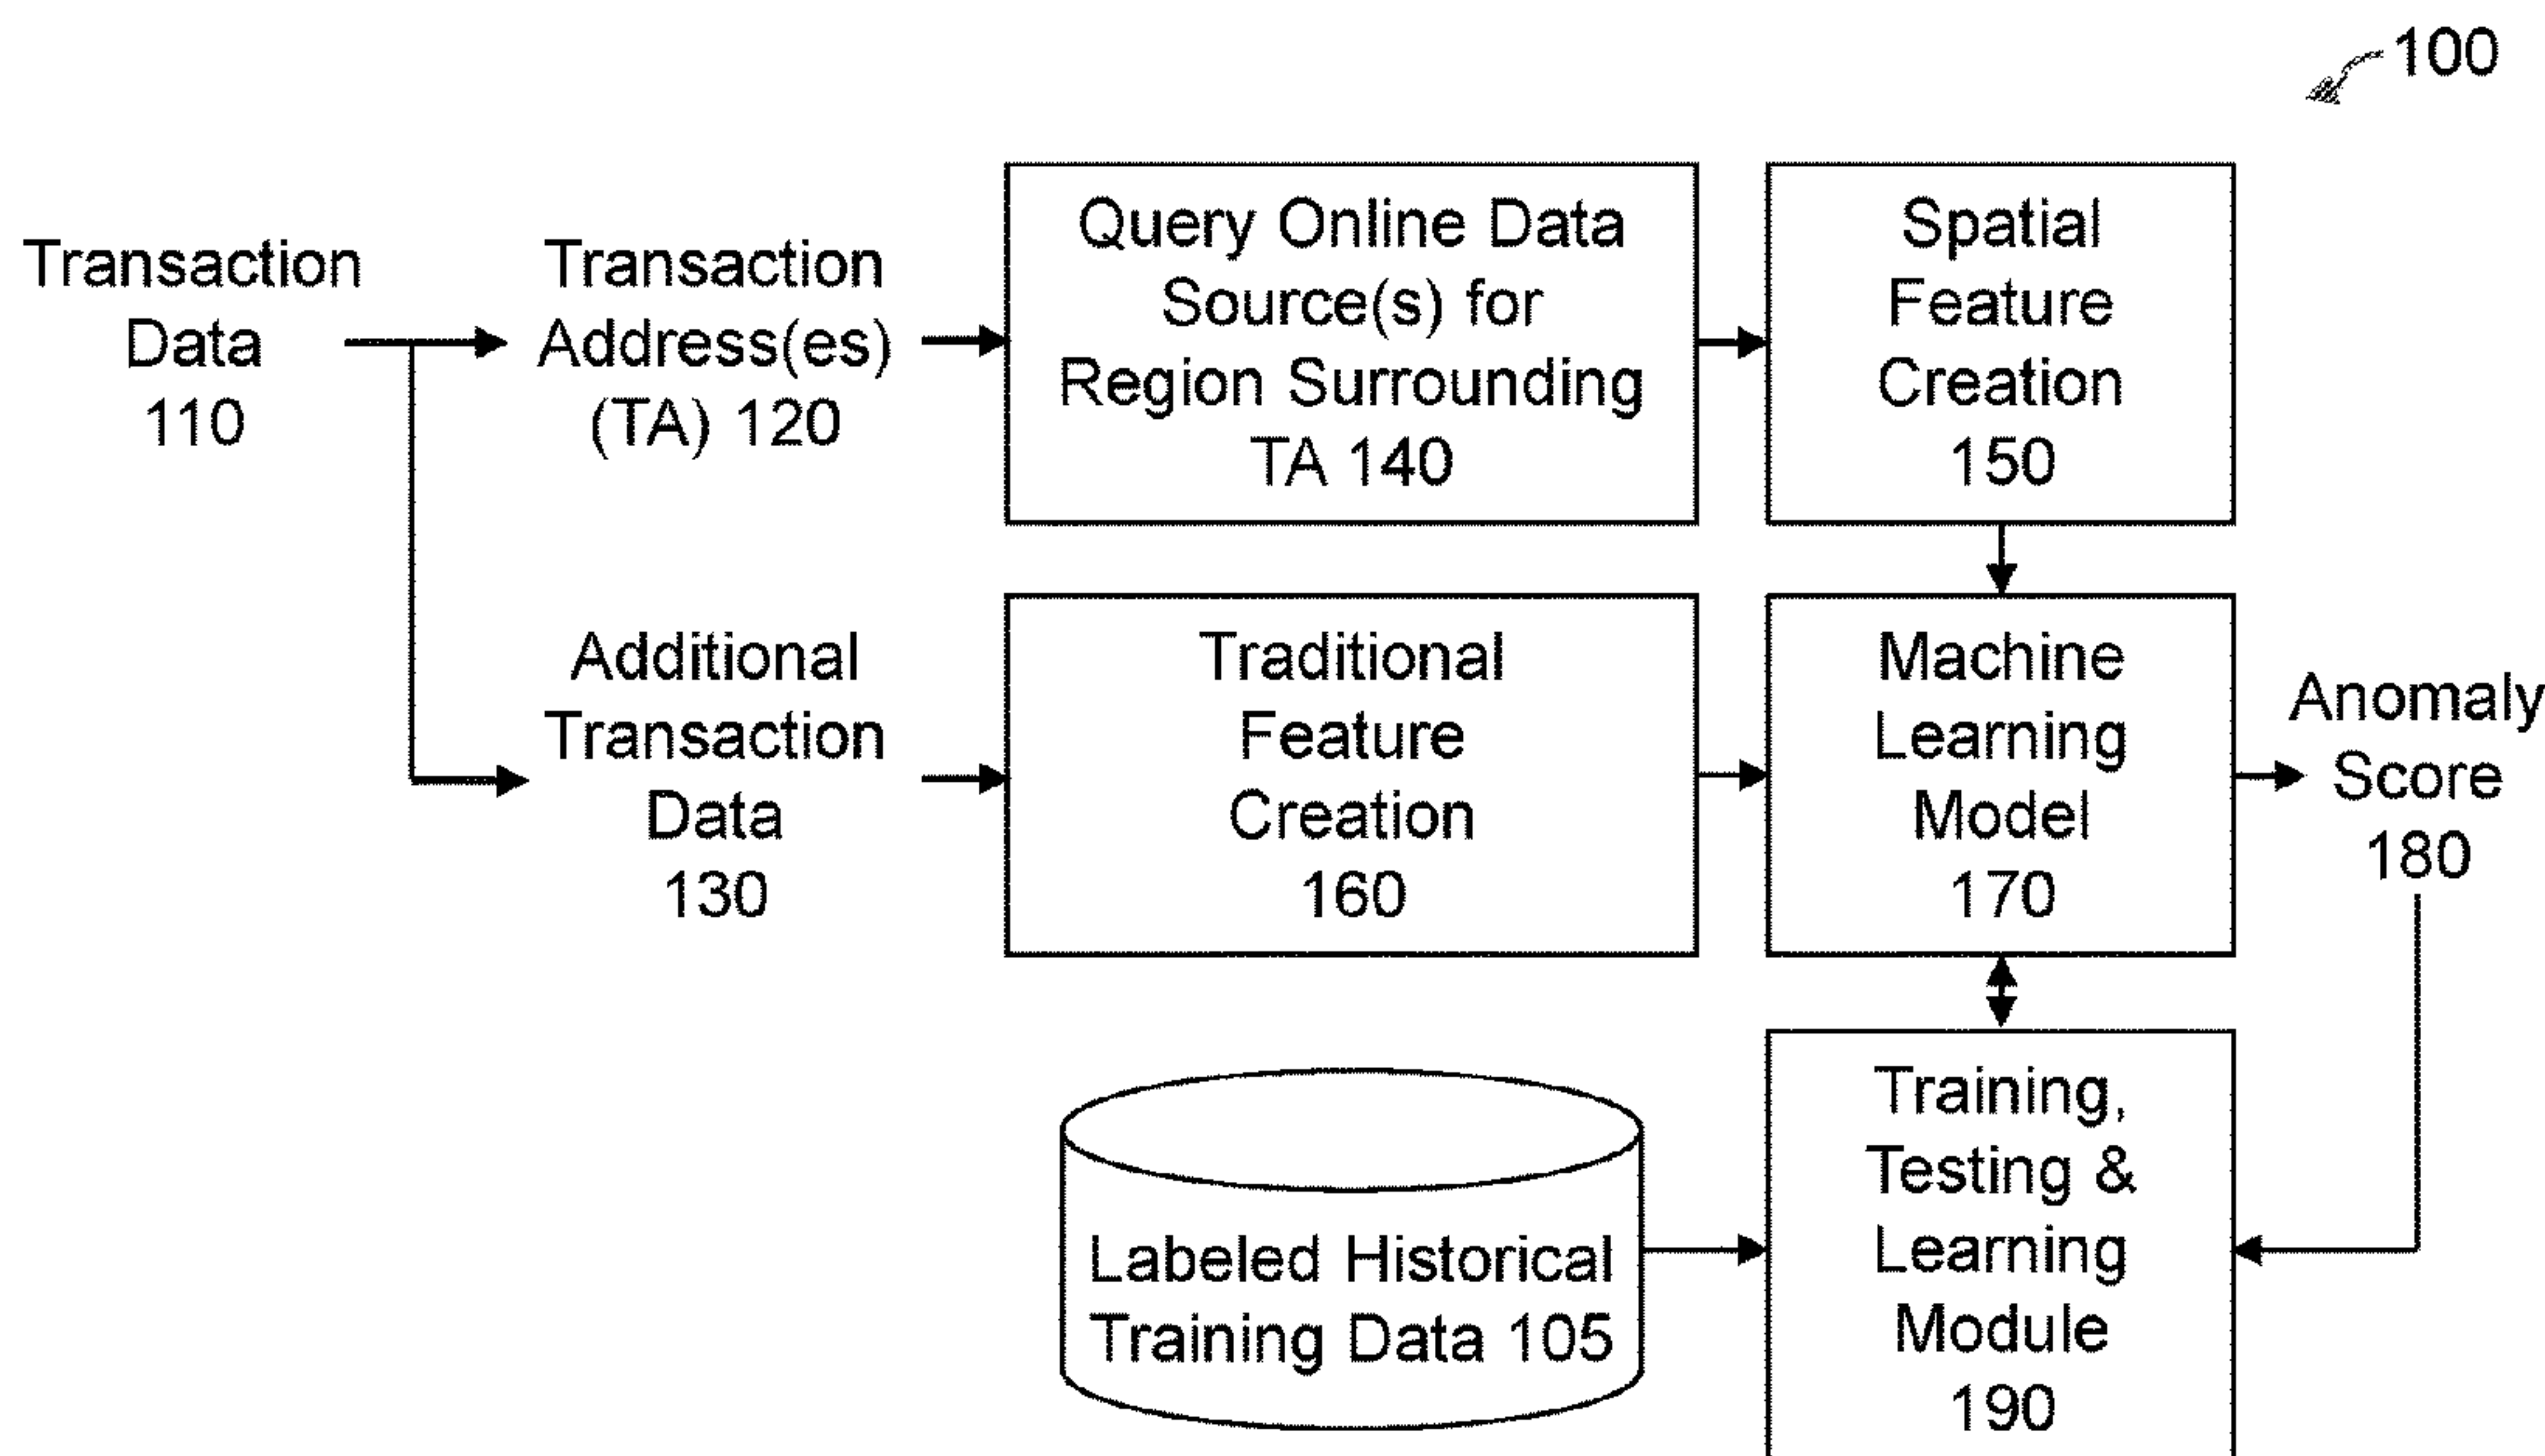 100
Transaction
Data
110
Transaction
Address(es)
(TA) 120
Query Online Data
Source(s) for
Region Surrounding
TA 140
Spatial
Feature
Creation
150
Additional
Transaction
Data
130
Traditional
Feature
Creation
160
Machine
Learning
Model
170
Anomaly
Score
180
Labeled Historical
Training Data 105
Training,
Testing &
Learning
Module
190